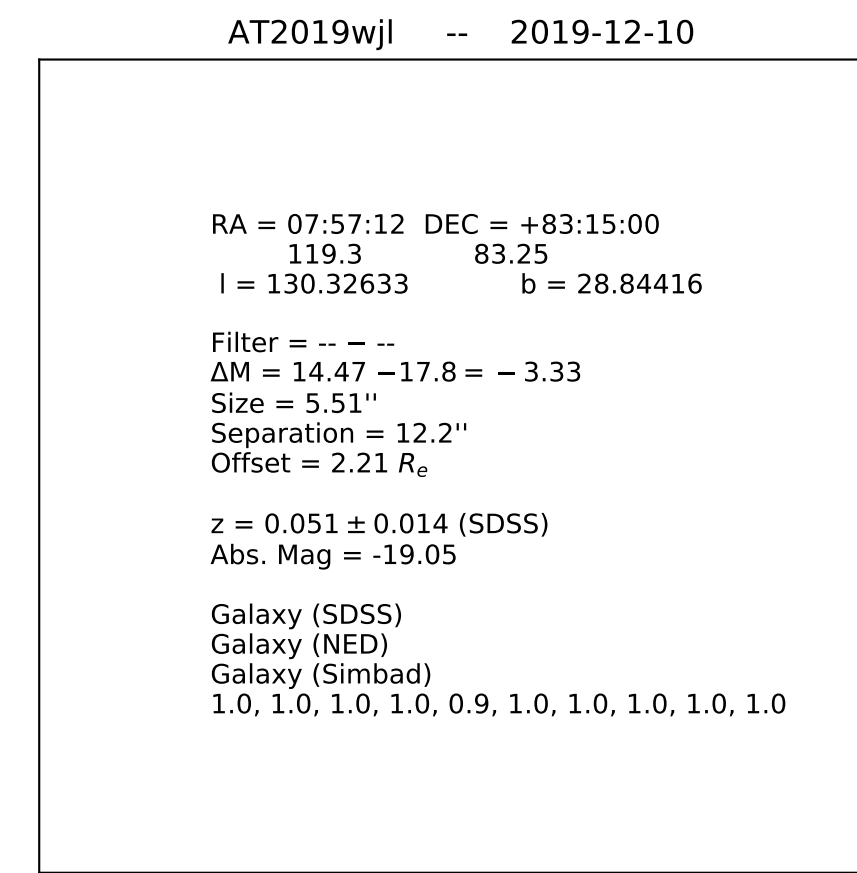 AT2019wjl -- 2019-12-10
RA = 07:57:12 DEC = +83:15:00
119.3 83.25
l = 130.32633 b = 28.84416
Filter = -- − --
ΔM = 14.47 −17.8 = − 3.33
Size = 5.51''
Separation = 12.2''
Offset = 2.21 Rₑ
z = 0.051 ± 0.014 (SDSS)
Abs. Mag = -19.05
Galaxy (SDSS)
Galaxy (NED)
Galaxy (Simbad)
1.0, 1.0, 1.0, 1.0, 0.9, 1.0, 1.0, 1.0, 1.0, 1.0